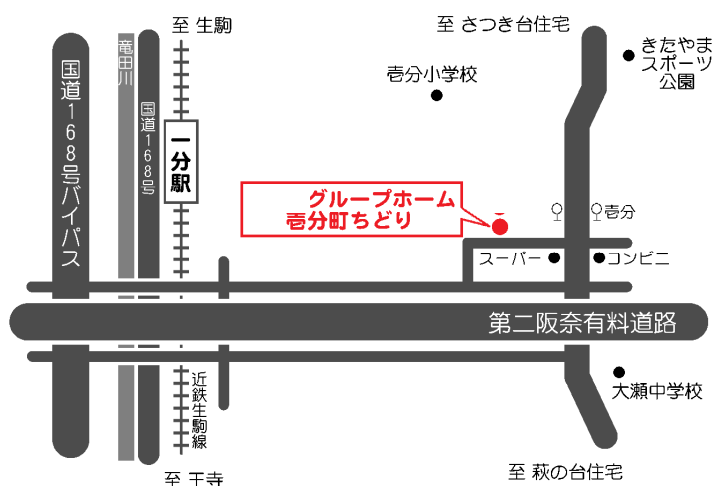 至 生駒
至 さつき台住宅
きたやま
スポーツ
公園
竜田川
壱分小学校
国道168号バイパス
国道168号
一分駅
グループホーム
壱分町ちどり
壱分
スーパー
コンビニ
第二阪奈有料道路
近鉄生駒線
大瀬中学校
至 王寺
至 萩の台住宅